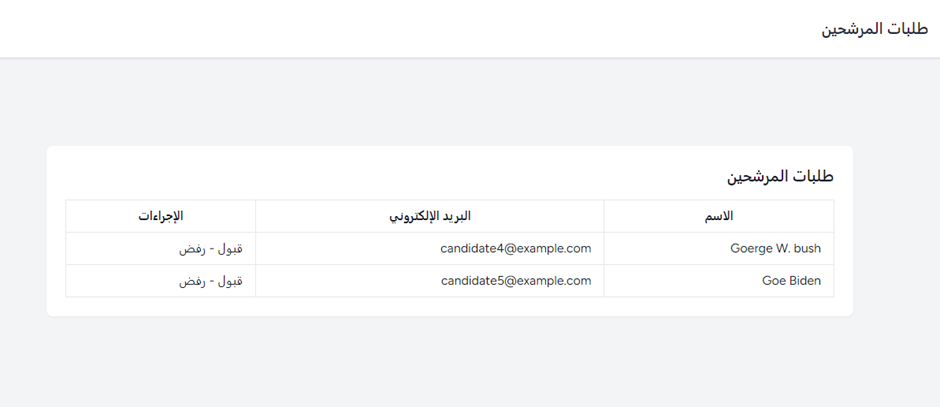 طلبات المرشحين
طلبات المرشحين
الاسم البريد الإلكتروني الإجراءات
Goerge W. bush candidate4@example.com قبول - رفض
Goe Biden candidate5@example.com قبول - رفض